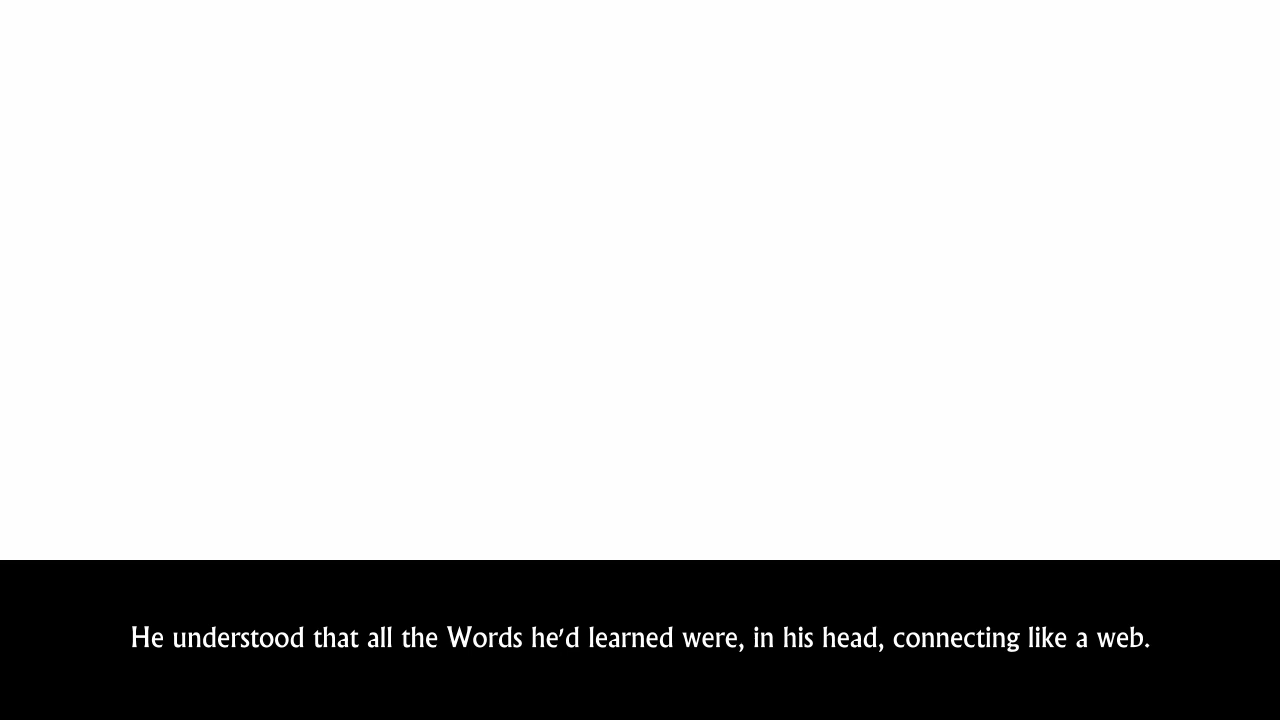 He understood that all the Words he'd learned were, in his head, connecting like a web.